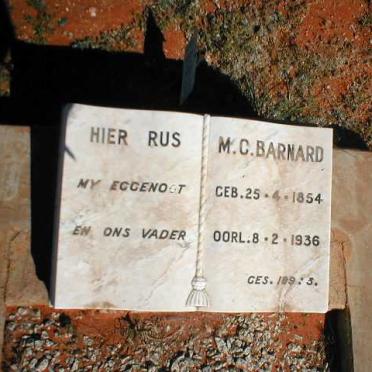 HIER RUS
MY EGGENOOT
EN ONS VADER
M.C.BARNARD
GEB.25·4·1854
OORL.8·2·1936
GES.